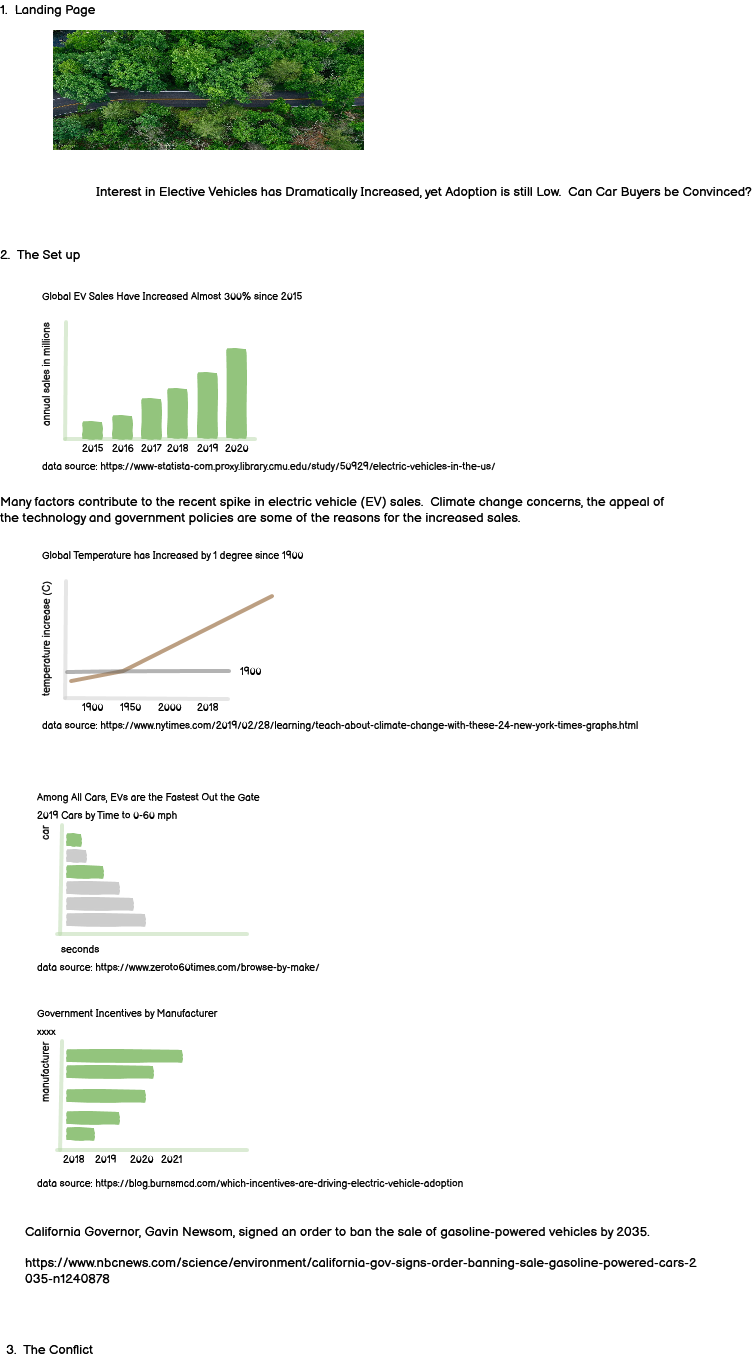 1. Landing Page
Interest in Elective Vehicles has Dramatically Increased, yet Adoption is still Low. Can Car Buyers be Convinced?
2. The Set up
Global EV Sales Have Increased Almost 300% since 2015
annual sales in millions
2015 2016 2017 2018 2019 2020
data source: https://www-statista-com.proxy.library.cmu.edu/study/50929/electric-vehicles-in-the-us/
Many factors contribute to the recent spike in electric vehicle (EV) sales. Climate change concerns, the appeal of
the technology and government policies are some of the reasons for the increased sales.
Global Temperature has Increased by 1 degree since 1900
temperature increase (C)
1900
1900 1950 2000 2018
data source: https://www.nytimes.com/2019/02/28/learning/teach-about-climate-change-with-these-24-new-york-times-graphs.html
Among All Cars, EVs are the Fastest Out the Gate
2019 Cars by Time to 0-60 mph
car
seconds
data source: https://www.zeroto60times.com/browse-by-make/
Government Incentives by Manufacturer
xxxx
manufacturer
2018 2019 2020 2021
data source: https://blog.burnsmcd.com/which-incentives-are-driving-electric-vehicle-adoption
California Governor, Gavin Newsom, signed an order to ban the sale of gasoline-powered vehicles by 2035.
https://www.nbcnews.com/science/environment/california-gov-signs-order-banning-sale-gasoline-powered-cars-2
035-n1240878
3. The Conflict